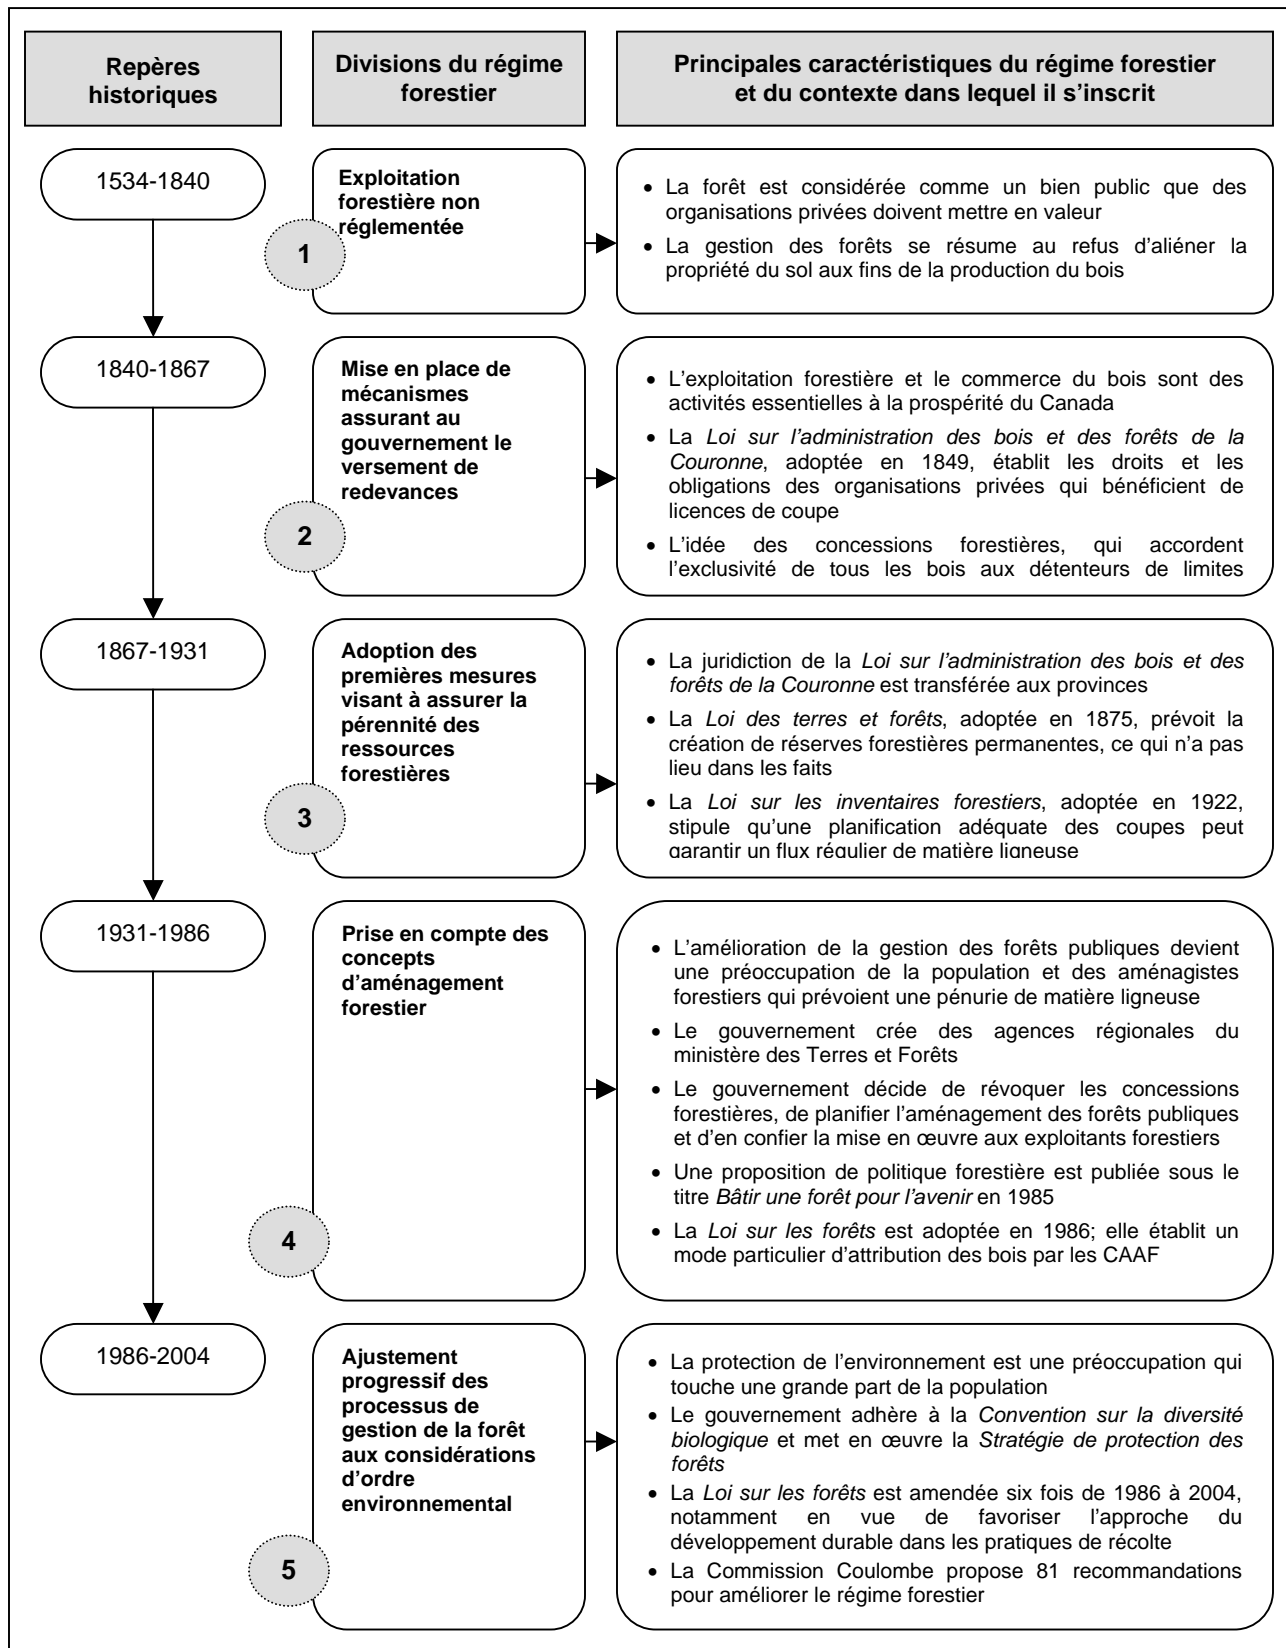 Repères
historiques
Divisions du régime
forestier
Principales caractéristiques du régime forestier
et du contexte dans lequel il s’inscrit
1534-1840
Exploitation
forestière non
réglementée
1
• La forêt est considérée comme un bien public que des
organisations privées doivent mettre en valeur
• La gestion des forêts se résume au refus d’aliéner la
propriété du sol aux fins de la production du bois
1840-1867
Mise en place de
mécanismes
assurant au
gouvernement le
versement de
redevances
2
• L’exploitation forestière et le commerce du bois sont des
activités essentielles à la prospérité du Canada
• La Loi sur l’administration des bois et des forêts de la
Couronne, adoptée en 1849, établit les droits et les
obligations des organisations privées qui bénéficient de
licences de coupe
• L’idée des concessions forestières, qui accordent
l’exclusivité de tous les bois aux détenteurs de limites
1867-1931
Adoption des
premières mesures
visant à assurer la
pérennité des
ressources
forestières
3
• La juridiction de la Loi sur l’administration des bois et des
forêts de la Couronne est transférée aux provinces
• La Loi des terres et forêts, adoptée en 1875, prévoit la
création de réserves forestières permanentes, ce qui n’a pas
lieu dans les faits
• La Loi sur les inventaires forestiers, adoptée en 1922,
stipule qu’une planification adéquate des coupes peut
garantir un flux régulier de matière ligneuse
1931-1986
Prise en compte des
concepts
d’aménagement
forestier
4
• L’amélioration de la gestion des forêts publiques devient
une préoccupation de la population et des aménagistes
forestiers qui prévoient une pénurie de matière ligneuse
• Le gouvernement crée des agences régionales du
ministère des Terres et Forêts
• Le gouvernement décide de révoquer les concessions
forestières, de planifier l’aménagement des forêts publiques
et d’en confier la mise en œuvre aux exploitants forestiers
• Une proposition de politique forestière est publiée sous le
titre Bâtir une forêt pour l’avenir en 1985
• La Loi sur les forêts est adoptée en 1986; elle établit un
mode particulier d’attribution des bois par les CAAF
1986-2004
Ajustement
progressif des
processus de
gestion de la forêt
aux considérations
d’ordre
environnemental
5
• La protection de l’environnement est une préoccupation qui
touche une grande part de la population
• Le gouvernement adhère à la Convention sur la diversité
biologique et met en œuvre la Stratégie de protection des
forêts
• La Loi sur les forêts est amendée six fois de 1986 à 2004,
notamment en vue de favoriser l’approche du
développement durable dans les pratiques de récolte
• La Commission Coulombe propose 81 recommandations
pour améliorer le régime forestier